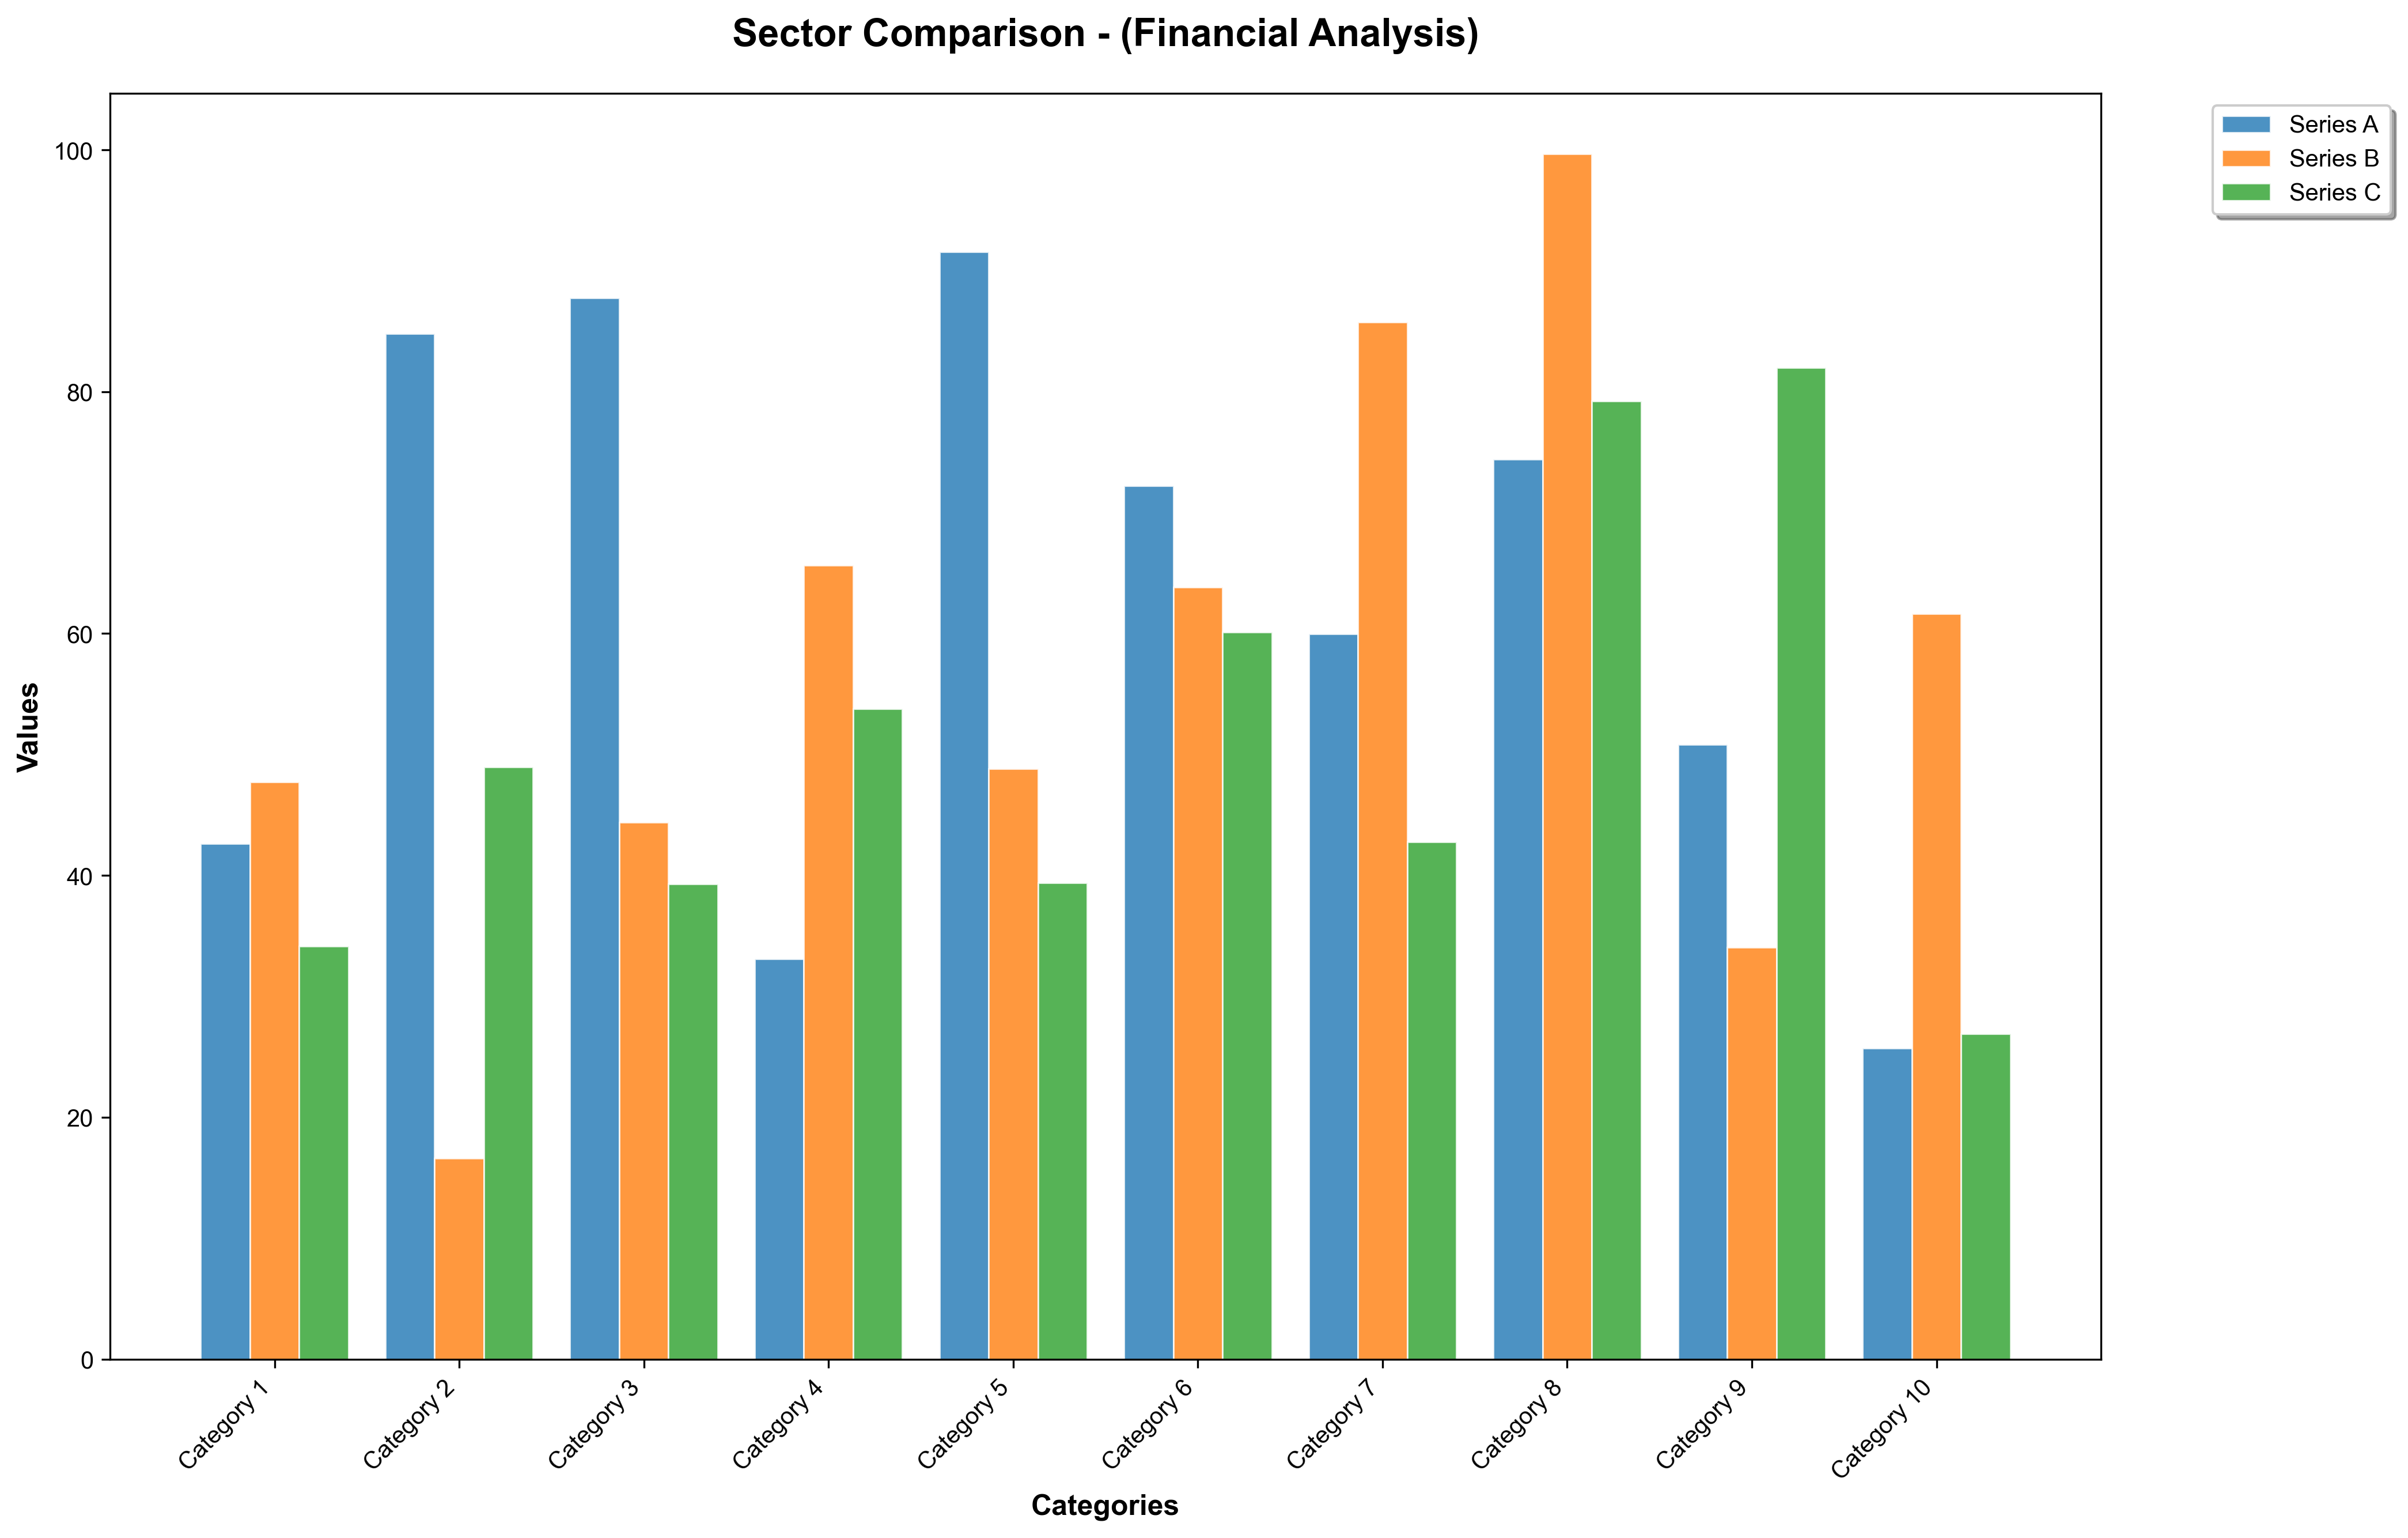 Sector Comparison - (Financial Analysis)
Series A
Series B
Series C
100
80
60
40
20
0
Values
Category 1
Category 2
Category 3
Category 4
Category 5
Category 6
Category 7
Category 8
Category 9
Category 10
Categories